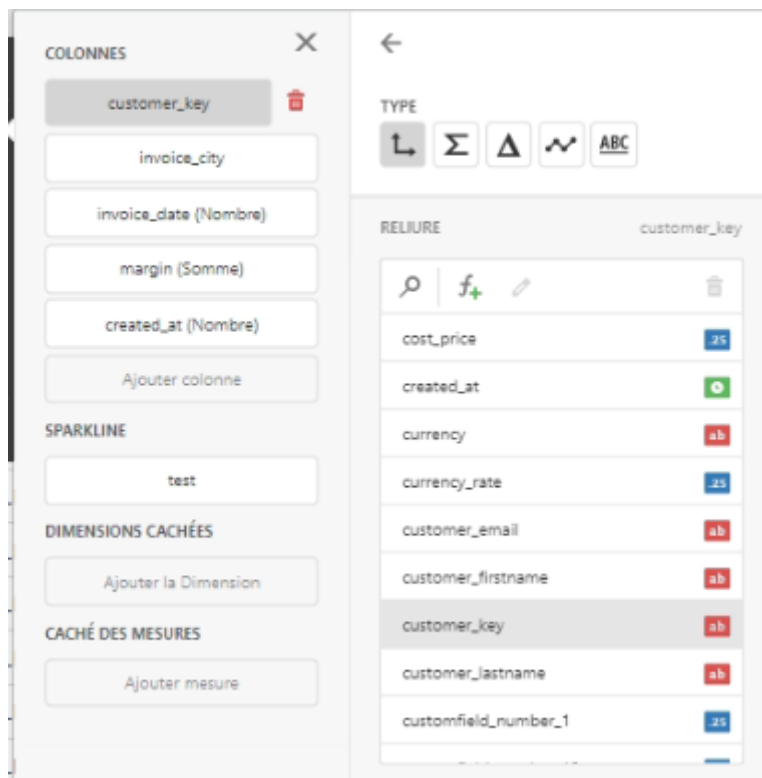 COLONNES
customer_key
invoice_city
invoice_date (Nombre)
margin (Somme)
created_at (Nombre)
Ajouter colonne
SPARKLINE
test
DIMENSIONS CACHÉES
Ajouter la Dimension
CACHÉ DES MESURES
Ajouter mesure
TYPE
ABC
RELIURE customer_key
cost_price .25
created_at
currency ab
currency_rate .25
customer_email ab
customer_firstname ab
customer_key ab
customer_lastname ab
customfield_number_1 .25